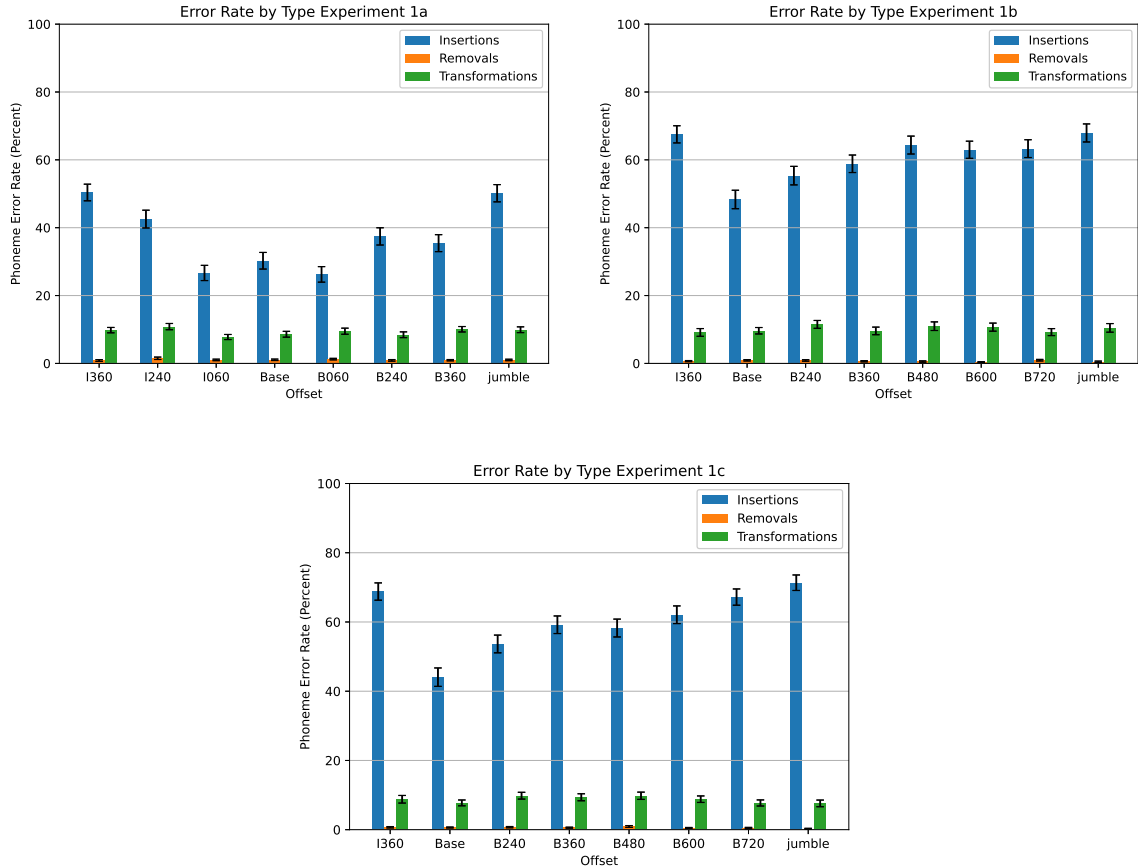 Error Rate by Type Experiment 1a
Phoneme Error Rate (Percent)
100
80
60
40
20
0
Insertions
Removals
Transformations
I360 I240 I060 Base B060 B240 B360 jumble
Offset
Error Rate by Type Experiment 1b
Phoneme Error Rate (Percent)
100
80
60
40
20
0
Insertions
Removals
Transformations
I360 Base B240 B360 B480 B600 B720 jumble
Offset
Error Rate by Type Experiment 1c
Phoneme Error Rate (Percent)
100
80
60
40
20
0
Insertions
Removals
Transformations
I360 Base B240 B360 B480 B600 B720 jumble
Offset